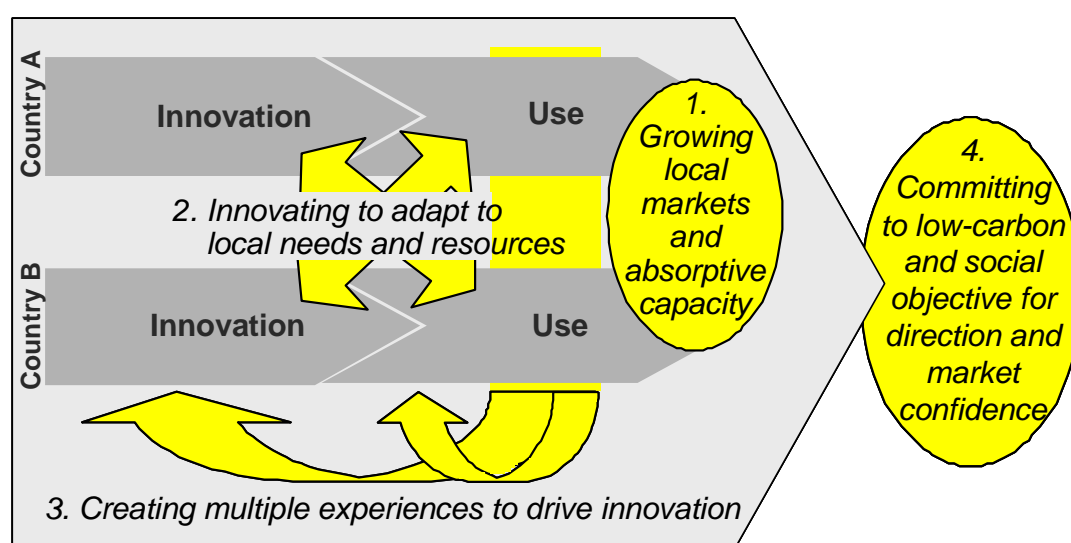 Country A
Innovation
Use
1.
Growing
local
markets
and
absorptive
capacity
2. Innovating to adapt to
local needs and resources
Country B
Innovation
Use
3. Creating multiple experiences to drive innovation
4.
Committing
to low-carbon
and social
objective for
direction and
market
confidence